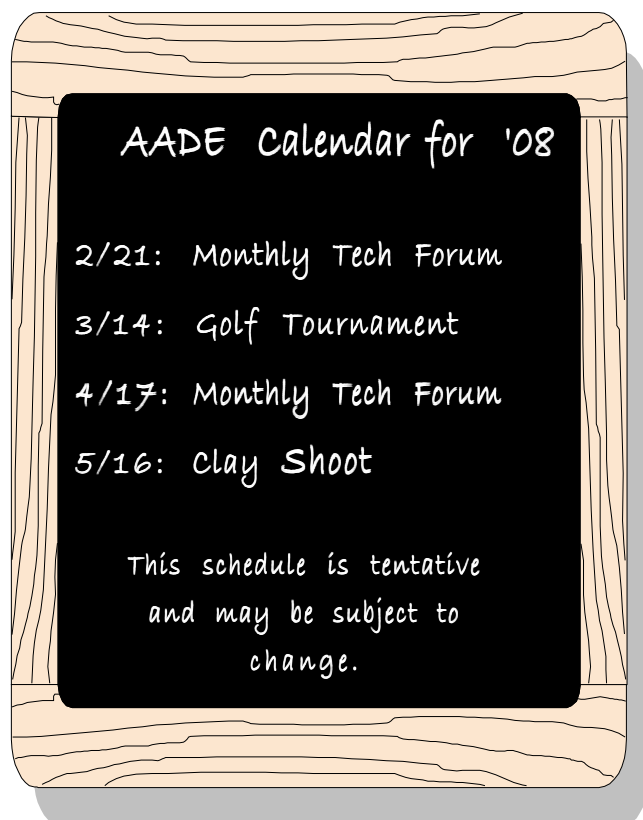 AADE Calendar for '08
2/21: Monthly Tech Forum
3/14: Golf Tournament
4/17: Monthly Tech Forum
5/16: Clay Shoot
This schedule is tentative
and may be subject to
change.